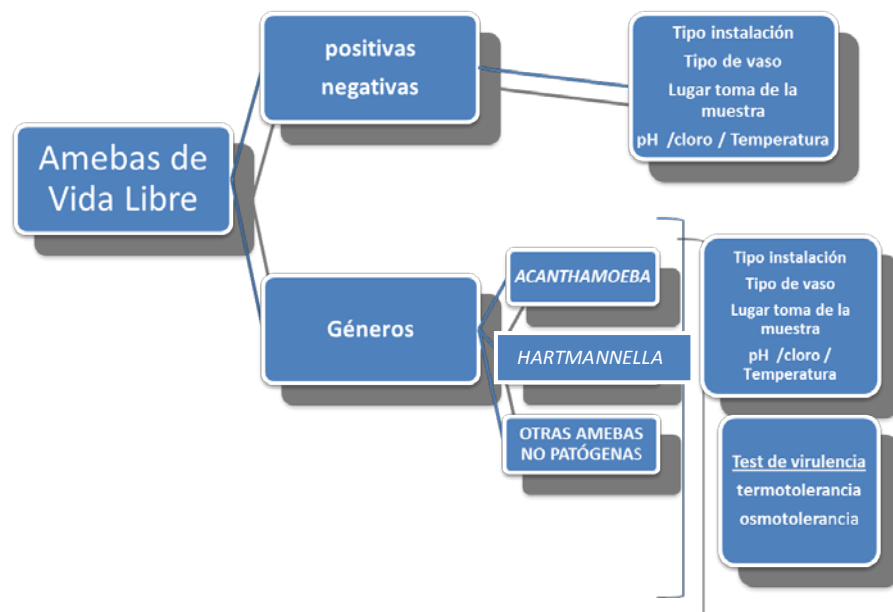 Amebas de
Vida Libre
positivas
negativas
Tipo instalación
Tipo de vaso
Lugar toma de la
muestra
pH /cloro / Temperatura
Géneros
ACANTHAMOEBA
HARTMANNELLA
OTRAS AMEBAS
NO PATÓGENAS
Tipo instalación
Tipo de vaso
Lugar toma de la
muestra
pH /cloro /
Temperatura
Test de virulencia
termotolerancia
osmotolerancia